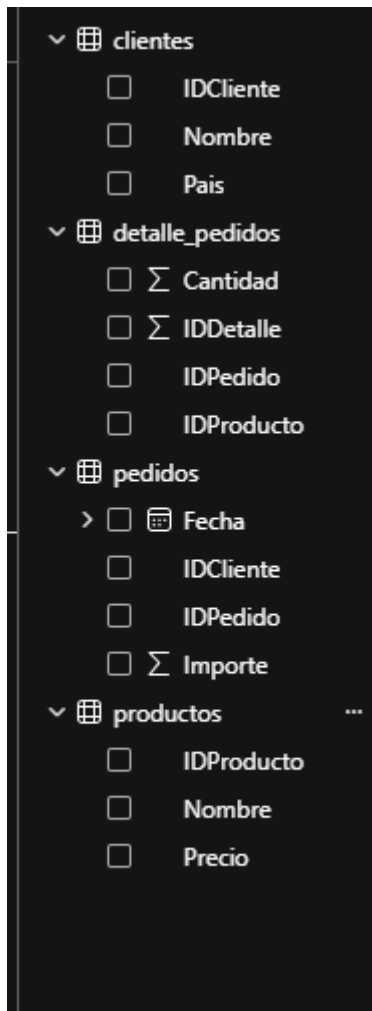 clientes
IDCliente
Nombre
Pais
detalle_pedidos
Σ Cantidad
Σ IDDetalle
IDPedido
IDProducto
pedidos
Fecha
IDCliente
IDPedido
Σ Importe
productos ...
IDProducto
Nombre
Precio